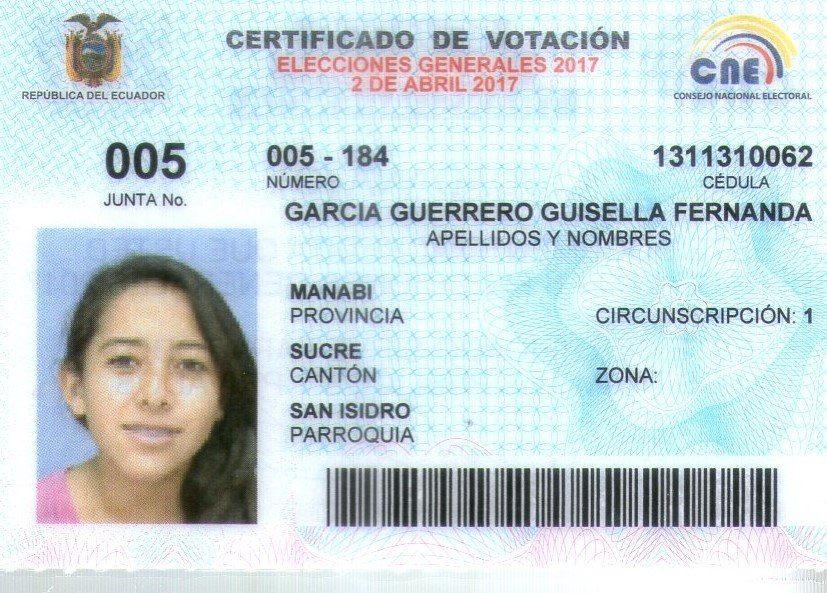 CERTIFICADO DE VOTACIÓN
ELECCIONES GENERALES 2017
2 DE ABRIL 2017
REPÚBLICA DEL ECUADOR
CNE
CONSEJO NACIONAL ELECTORAL
005
JUNTA No.
005 - 184
NÚMERO
1311310062
CÉDULA
GARCIA GUERRERO GUISELLA FERNANDA
APELLIDOS Y NOMBRES
MANABI
PROVINCIA
CIRCUNSCRIPCIÓN: 1
SUCRE
CANTÓN
ZONA:
SAN ISIDRO
PARROQUIA